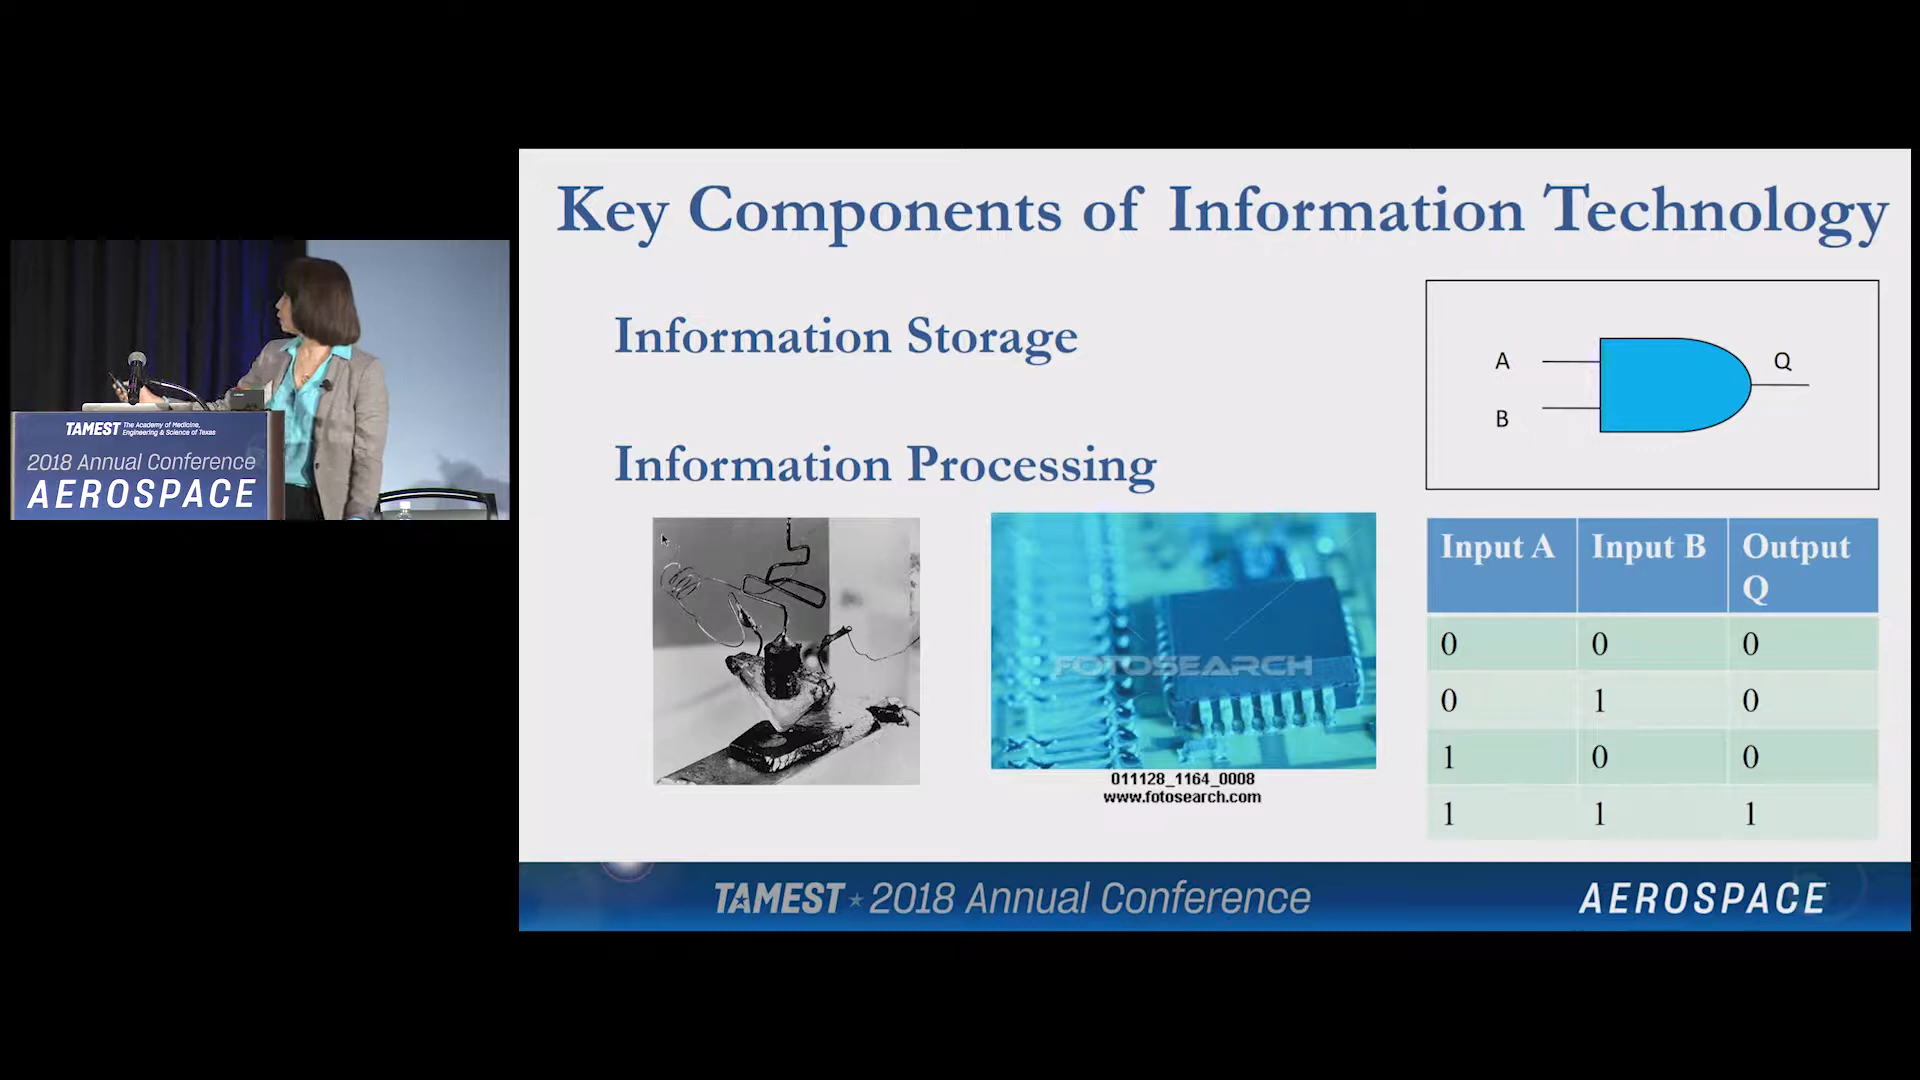 Key Components of Information Technology
Information Storage
Information Processing
A
B
Q
Input A Input B Output Q
0 0 0
0 1 0
1 0 0
1 1 1
FOTOSEARCH
011128_1164_0008
www.fotosearch.com
TAMEST 2018 Annual Conference
AEROSPACE
TAMEST The Academy of Medicine,
Engineering & Science of Texas
2018 Annual Conference
AEROSPACE